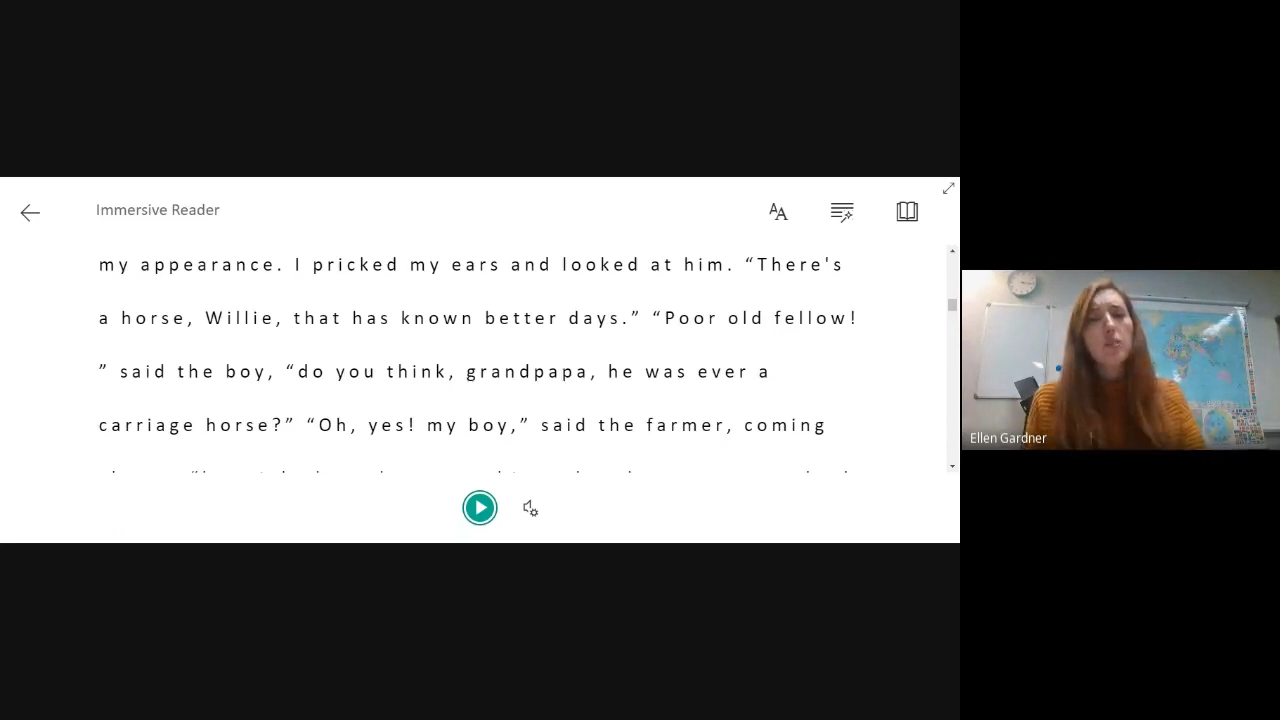 Immersive Reader
AA
my appearance. I pricked my ears and looked at him. “There's
a horse, Willie, that has known better days.” “Poor old fellow!
” said the boy, “do you think, grandpapa, he was ever a
carriage horse?” “Oh, yes! my boy,” said the farmer, coming
Ellen Gardner